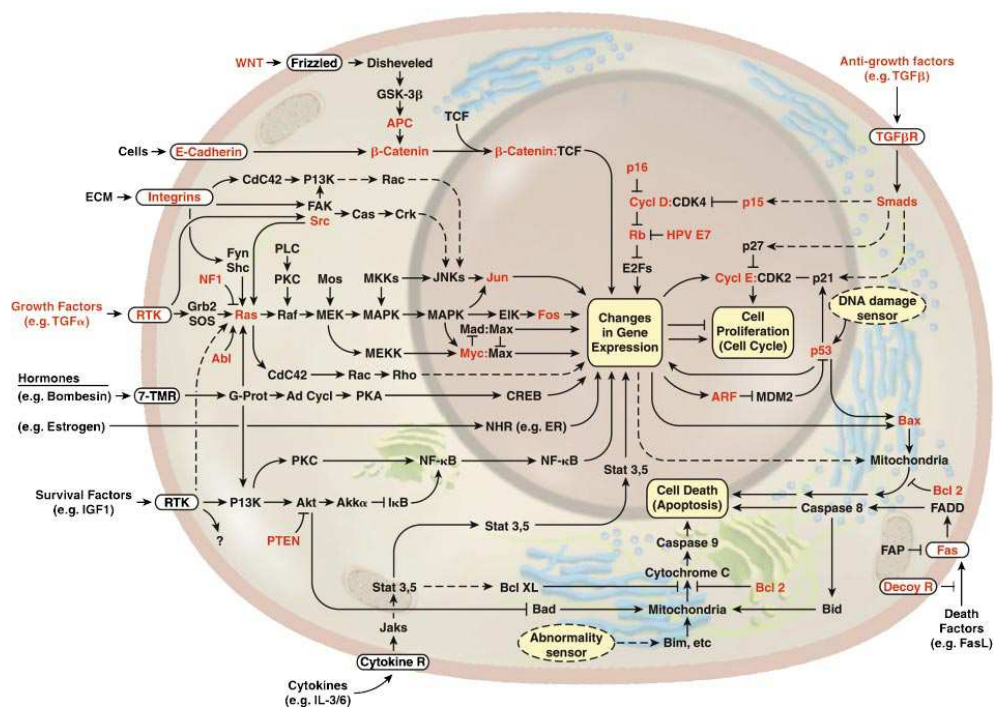 WNT
Frizzled
Disheveled
GSK-3β
APC
TCF
Cells
E-Cadherin
β-Catenin
β-Catenin:TCF
Anti-growth factors
(e.g. TGFβ)
TGFβR
Smads
p16
Cycl D:CDK4
p15
Rb
HPV E7
E2Fs
p27
Cycl E:CDK2
p21
DNA damage
sensor
ECM
Integrins
CdC42
P13K
Rac
FAK
Src
Cas
Crk
Fyn
Shc
PLC
NF1
PKC
Mos
MKKs
JNKs
Jun
Growth Factors
(e.g. TGFα)
RTK
Grb2
SOS
Ras
Raf
MEK
MAPK
MAPK
ElK
Fos
Mad:Max
Abl
MEKK
Myc:Max
CdC42
Rac
Rho
Changes
in Gene
Expression
Cell
Proliferation
(Cell Cycle)
p53
ARF
MDM2
Hormones
(e.g. Bombesin)
7-TMR
G-Prot
Ad Cycl
PKA
CREB
(e.g. Estrogen)
NHR (e.g. ER)
Bax
PKC
NF-κB
NF-κB
Stat 3,5
Mitochondria
Survival Factors
(e.g. IGF1)
RTK
P13K
Akt
Akkα
IκB
?
PTEN
Stat 3,5
Cell Death
(Apoptosis)
Bcl 2
Caspase 8
FADD
Caspase 9
FAP
Fas
Cytochrome C
Stat 3,5
Bcl XL
Bcl 2
Decoy R
Bad
Mitochondria
Bid
Death
Factors
(e.g. FasL)
Jaks
Abnormality
sensor
Bim, etc
Cytokine R
Cytokines
(e.g. IL-3/6)